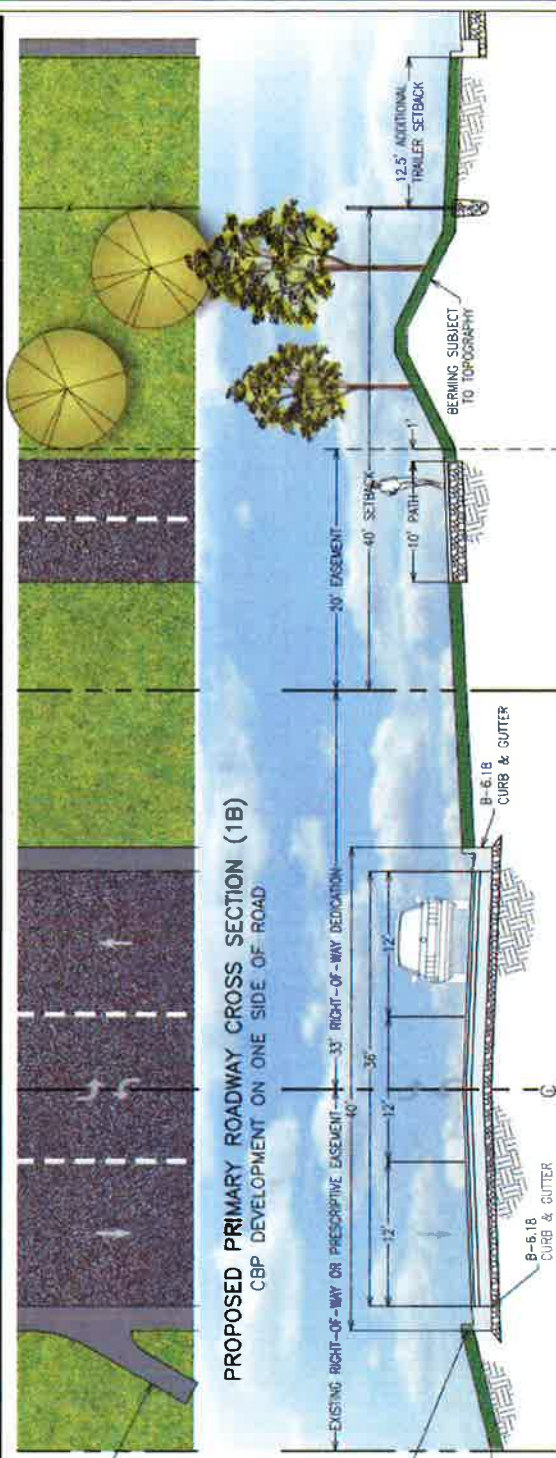 PROPOSED PRIMARY ROADWAY CROSS SECTION (1B)
CBP DEVELOPMENT ON ONE SIDE OF ROAD
EXISTING RIGHT-OF-WAY OR PRESCRIPTIVE EASEMENT
33' RIGHT-OF-WAY DEDICATION
20' EASEMENT
40' SETBACK
10' PATH
1'
12.5' ADDITIONAL
TRAILER SETBACK
BERMING SUBJECT
TO TOPOGRAPHY
40'
36'
12'
12'
12'
B-6.18
CURB & GUTTER
B-6.18
CURB & GUTTER